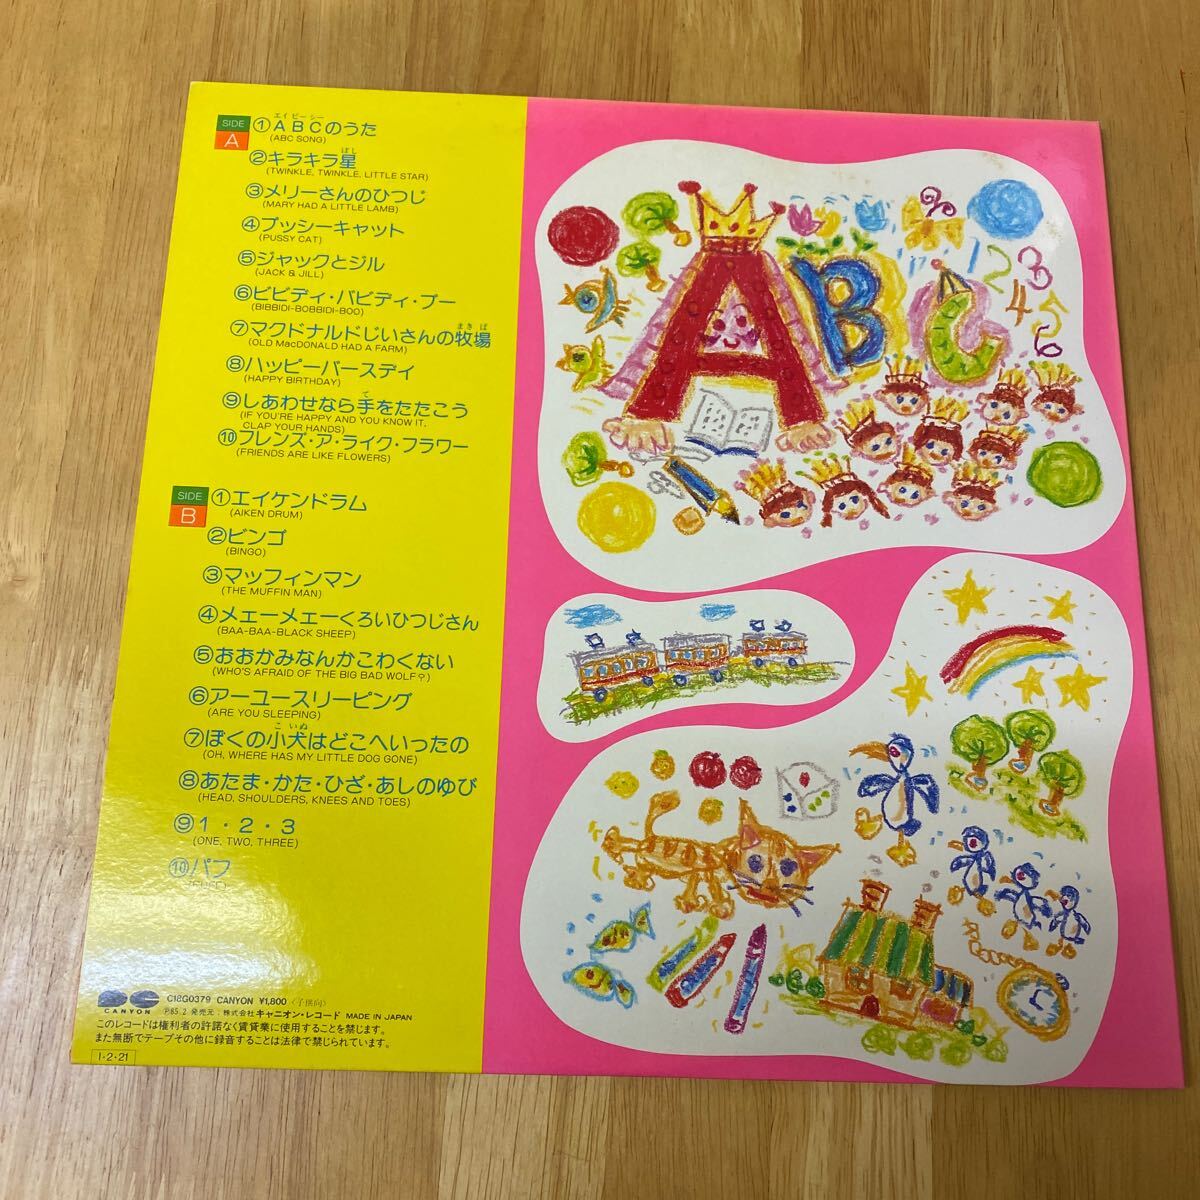 SIDE
A
エイ ビー シー
①ABCのうた
(ABC SONG)
ぼし
②キラキラ星
(TWINKLE, TWINKLE, LITTLE STAR)
③メリーさんのひつじ
(MARY HAD A LITTLE LAMB)
④プッシーキャット
(PUSSY CAT)
⑤ジャックとジル
(JACK & JILL)
⑥ビビディ・バビディ・ブー
(BIBBIDI-BOBBIDI-BOO)
まきば
⑦マクドナルドじいさんの牧場
(OLD MacDONALD HAD A FARM)
⑧ハッピーバースディ
(HAPPY BIRTHDAY)
て
⑨しあわせなら手をたたこう
(IF YOU'RE HAPPY AND YOU KNOW IT,
CLAP YOUR HANDS)
⑩フレンズ・ア・ライク・フラワー
(FRIENDS ARE LIKE FLOWERS)
SIDE
B
①エイケンドラム
(AIKEN DRUM)
②ビンゴ
(BINGO)
③マッフィンマン
(THE MUFFIN MAN)
④メェーメェーくろいひつじさん
(BAA-BAA-BLACK SHEEP)
⑤おおかみなんかこわくない
(WHO'S AFRAID OF THE BIG BAD WOLF?)
⑥アーユースリーピング
(ARE YOU SLEEPING)
こいぬ
⑦ぼくの小犬はどこへいったの
(OH, WHERE HAS MY LITTLE DOG GONE)
⑧あたま・かた・ひざ・あしのゆび
(HEAD, SHOULDERS, KNEES AND TOES)
⑨1・2・3
(ONE, TWO, THREE)
⑩パフ
(PUFF)
CANYON
C18G0379 CANYON ¥1,800〈子供向〉
Ⓟ85.2 発売元:株式会社キャニオン・レコード MADE IN JAPAN
このレコードは権利者の許諾なく賃貸業に使用することを禁じます。
また無断でテープその他に録音することは法律で禁じられています。
1・2・21
ABC
1 2 3
4 5
6